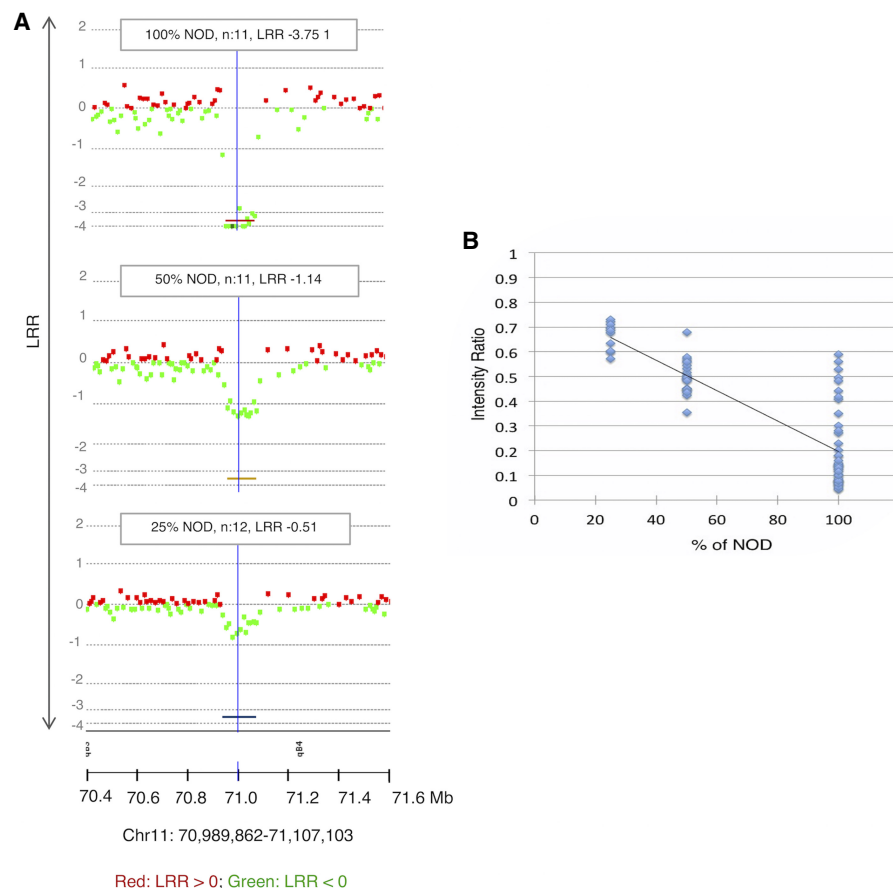 A
2
100% NOD, n:11, LRR -3.75 1
1
0
-1
-2
-3
-4
2
50% NOD, n:11, LRR -1.14
1
0
-1
-2
-3
-4
LRR
2
25% NOD, n:12, LRR -0.51
1
0
-1
-2
-3
-4
qB4
70.4 70.6 70.8 71.0 71.2 71.4 71.6 Mb
Chr11: 70,989,862-71,107,103
Red: LRR > 0; Green: LRR < 0
B
1
0.9
0.8
0.7
0.6
0.5
0.4
0.3
0.2
0.1
0
Intensity Ratio
0 20 40 60 80 100
% of NOD